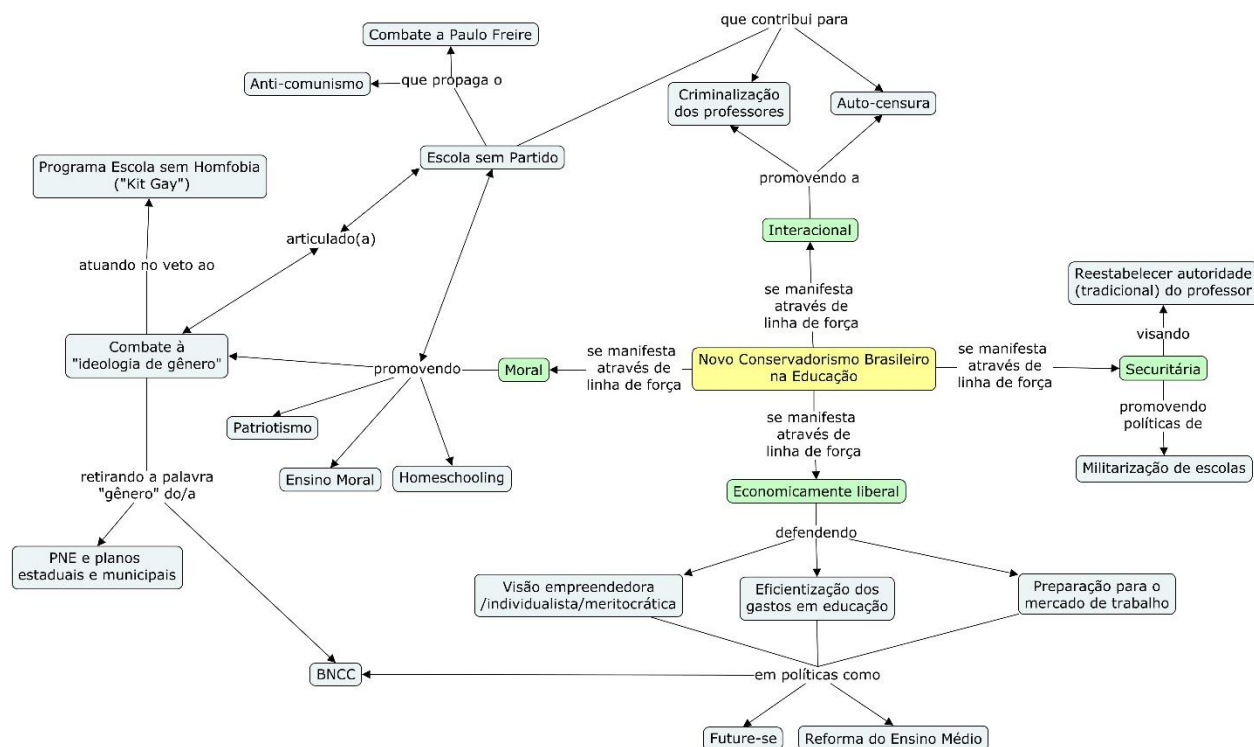 que contribui para
Combate a Paulo Freire
Anti-comunismo
que propaga o
Criminalização
dos professores
Auto-censura
Escola sem Partido
Programa Escola sem Homfobia
("Kit Gay")
promovendo a
articulado(a)
Interacional
atuando no veto ao
Reestabelecer autoridade
(tradicional) do professor
se manifesta
através de
linha de força
visando
Combate à
"ideologia de gênero"
promovendo
Moral
se manifesta
através de
linha de força
Novo Conservadorismo Brasileiro
na Educação
se manifesta
através de
linha de força
Securitária
se manifesta
através de
linha de força
promovendo
políticas de
Patriotismo
Ensino Moral
Homeschooling
Militarização de escolas
retirando a palavra
"gênero" do/a
Economicamente liberal
defendendo
PNE e planos
estaduais e municipais
Visão empreendedora
/individualista/meritocrática
Eficientização dos
gastos em educação
Preparação para o
mercado de trabalho
BNCC
em políticas como
Future-se
Reforma do Ensino Médio